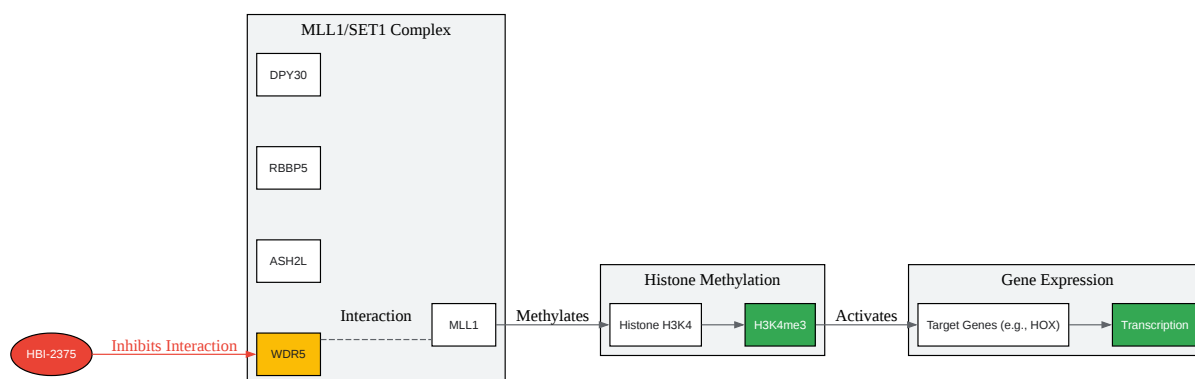 MLL1/SET1 Complex
DPY30
RBBP5
ASH2L
Histone Methylation
Gene Expression
Interaction
MLL1
Methylates
Histone H3K4
H3K4me3
Activates
Target Genes (e.g., HOX)
Transcription
HBI-2375
Inhibits Interaction
WDR5